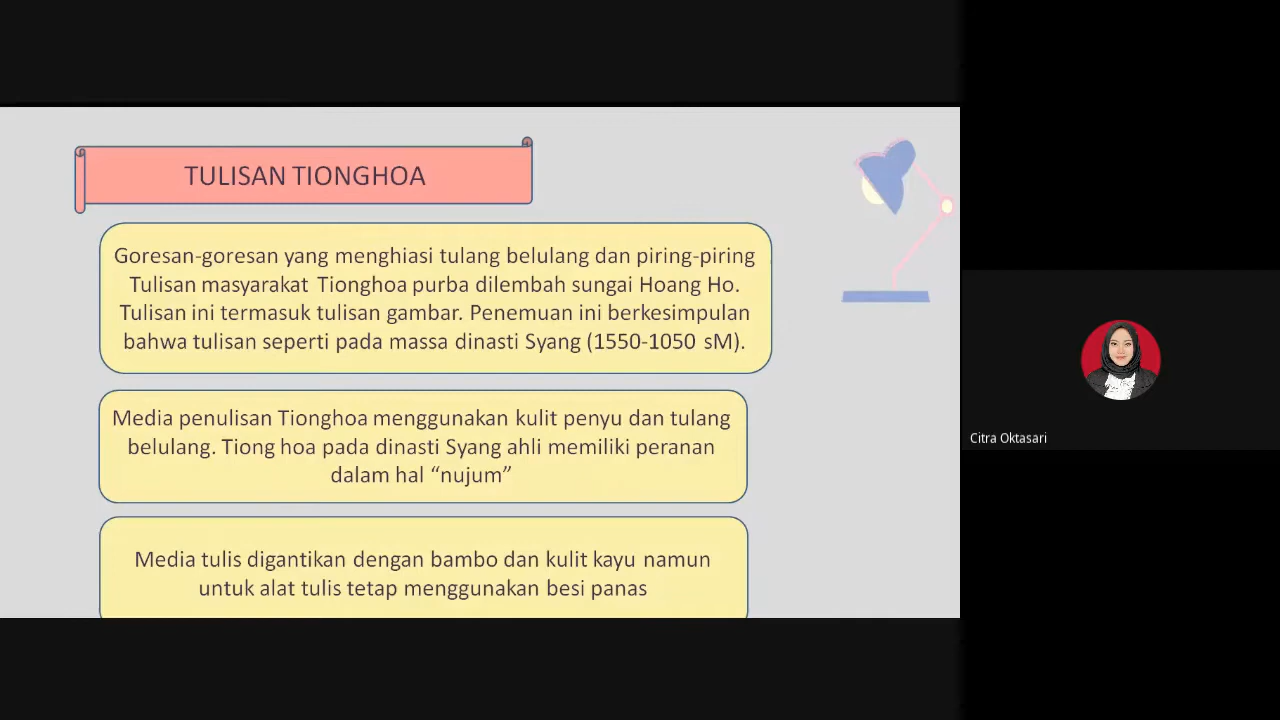 TULISAN TIONGHOA
Goresan-goresan yang menghiasi tulang belulang dan piring-piring
Tulisan masyarakat Tionghoa purba dilembah sungai Hoang Ho.
Tulisan ini termasuk tulisan gambar. Penemuan ini berkesimpulan
bahwa tulisan seperti pada massa dinasti Syang (1550-1050 sM).
Media penulisan Tionghoa menggunakan kulit penyu dan tulang
belulang. Tiong hoa pada dinasti Syang ahli memiliki peranan
dalam hal “nujum”
Media tulis digantikan dengan bambo dan kulit kayu namun
untuk alat tulis tetap menggunakan besi panas
Citra Oktasari